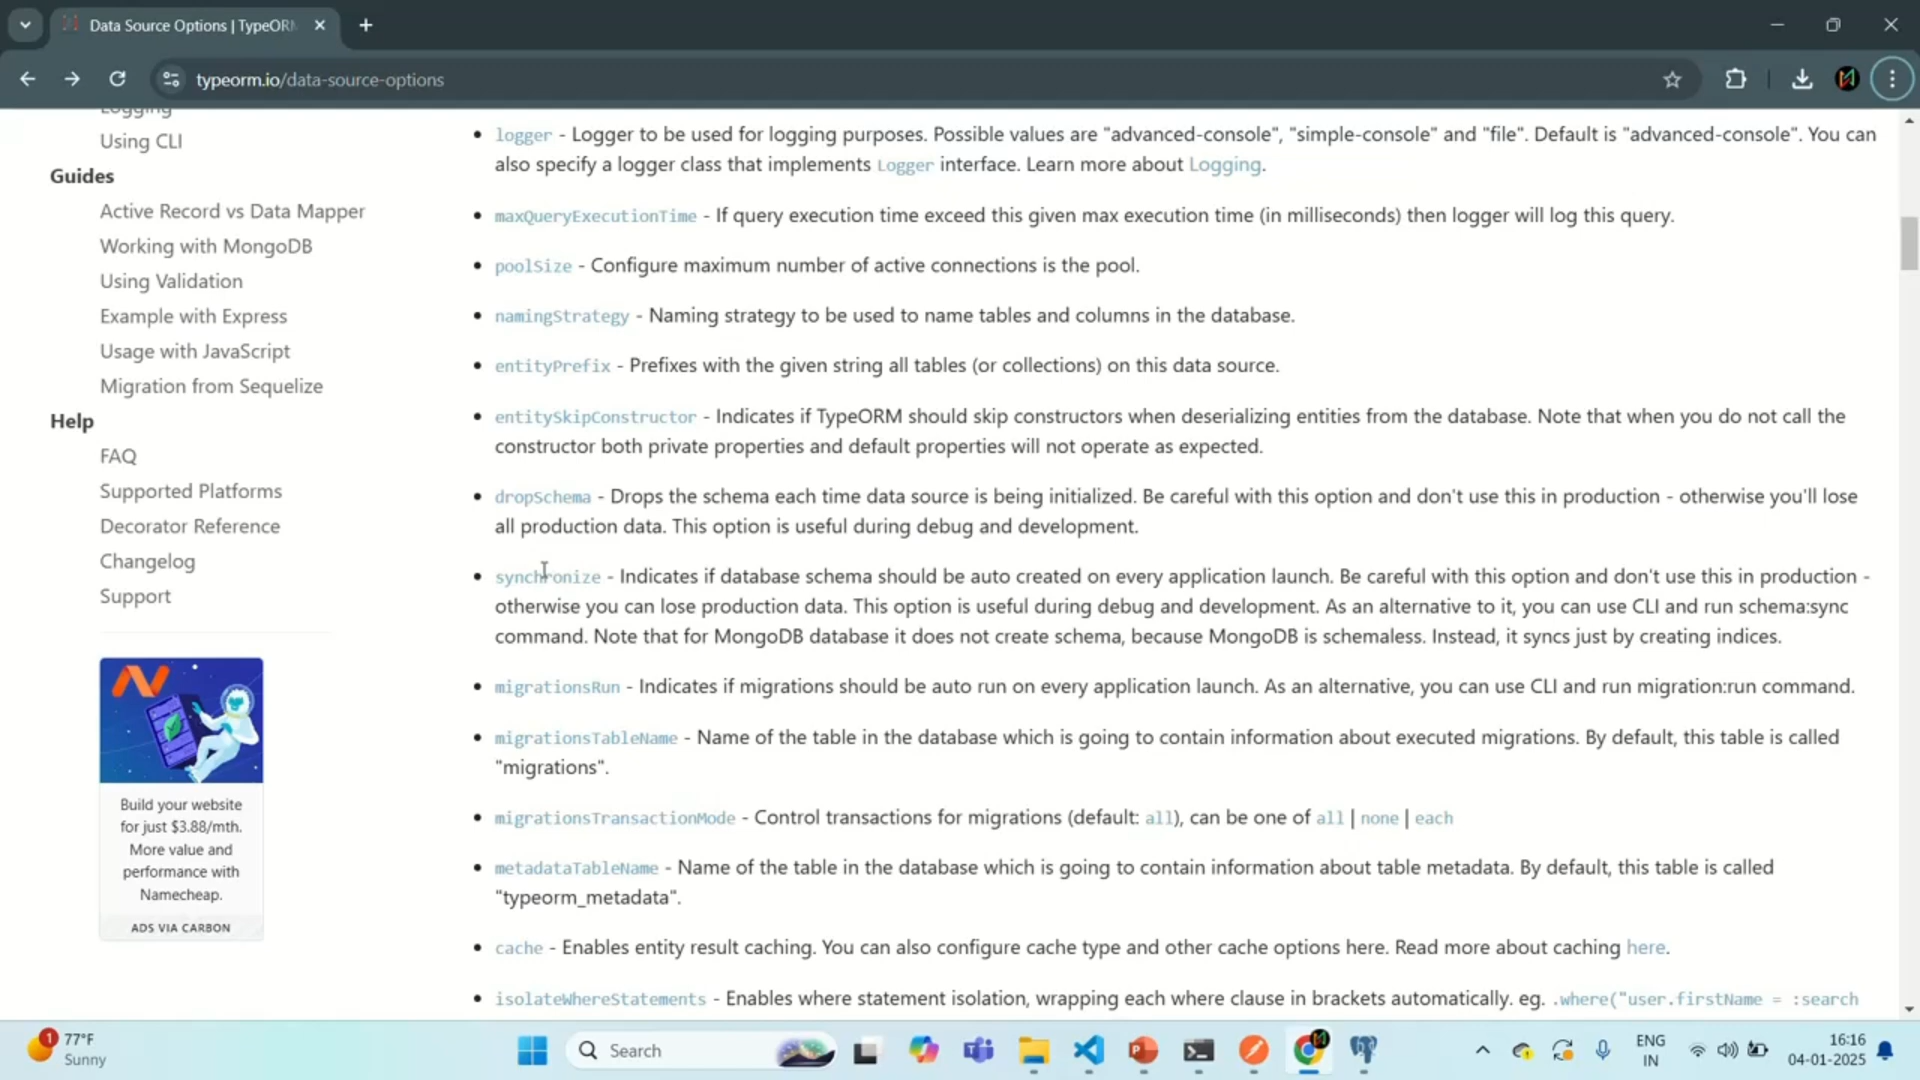 Data Source Options | TypeORM
typeorm.io/data-source-options
Logging
Using CLI
Guides
Active Record vs Data Mapper
Working with MongoDB
Using Validation
Example with Express
Usage with JavaScript
Migration from Sequelize
Help
FAQ
Supported Platforms
Decorator Reference
Changelog
Support
Build your website
for just $3.88/mth.
More value and
performance with
Namecheap.
ADS VIA CARBON
logger - Logger to be used for logging purposes. Possible values are "advanced-console", "simple-console" and "file". Default is "advanced-console". You can
also specify a logger class that implements Logger interface. Learn more about Logging.
maxQueryExecutionTime - If query execution time exceed this given max execution time (in milliseconds) then logger will log this query.
poolSize - Configure maximum number of active connections is the pool.
namingStrategy - Naming strategy to be used to name tables and columns in the database.
entityPrefix - Prefixes with the given string all tables (or collections) on this data source.
entitySkipConstructor - Indicates if TypeORM should skip constructors when deserializing entities from the database. Note that when you do not call the
constructor both private properties and default properties will not operate as expected.
dropSchema - Drops the schema each time data source is being initialized. Be careful with this option and don't use this in production - otherwise you'll lose
all production data. This option is useful during debug and development.
synchronize - Indicates if database schema should be auto created on every application launch. Be careful with this option and don't use this in production -
otherwise you can lose production data. This option is useful during debug and development. As an alternative to it, you can use CLI and run schema:sync
command. Note that for MongoDB database it does not create schema, because MongoDB is schemaless. Instead, it syncs just by creating indices.
migrationsRun - Indicates if migrations should be auto run on every application launch. As an alternative, you can use CLI and run migration:run command.
migrationsTableName - Name of the table in the database which is going to contain information about executed migrations. By default, this table is called
"migrations".
migrationsTransactionMode - Control transactions for migrations (default: all), can be one of all | none | each
metadataTableName - Name of the table in the database which is going to contain information about table metadata. By default, this table is called
"typeorm_metadata".
cache - Enables entity result caching. You can also configure cache type and other cache options here. Read more about caching here.
isolateWhereStatements - Enables where statement isolation, wrapping each where clause in brackets automatically. eg. .where("user.firstName = :search
1
77°F
Sunny
Search
ENG
IN
16:16
04-01-2025